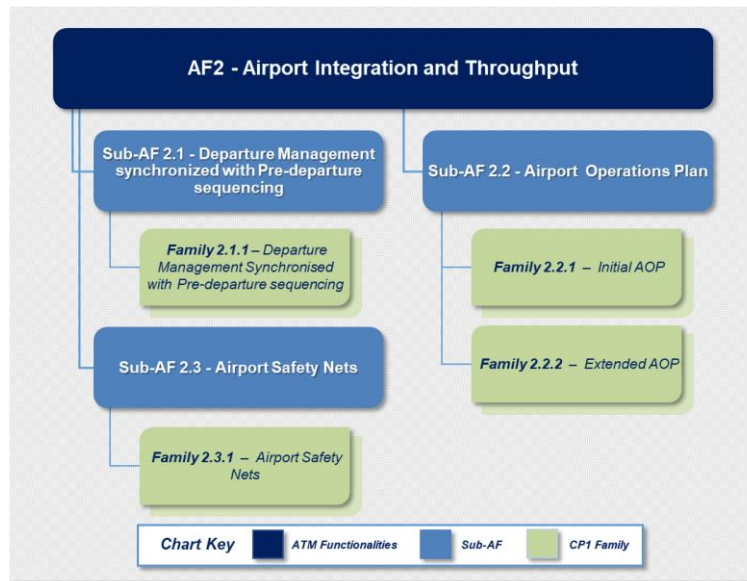 AF2 - Airport Integration and Throughput
Sub-AF 2.1 - Departure Management
synchronized with Pre-departure
sequencing
Family 2.1.1 – Departure
Management Synchronised
with Pre-departure sequencing
Sub-AF 2.3 - Airport Safety Nets
Family 2.3.1 – Airport Safety
Nets
Sub-AF 2.2 - Airport Operations Plan
Family 2.2.1 – Initial AOP
Family 2.2.2 – Extended AOP
Chart Key
ATM Functionalities
Sub-AF
CP1 Family